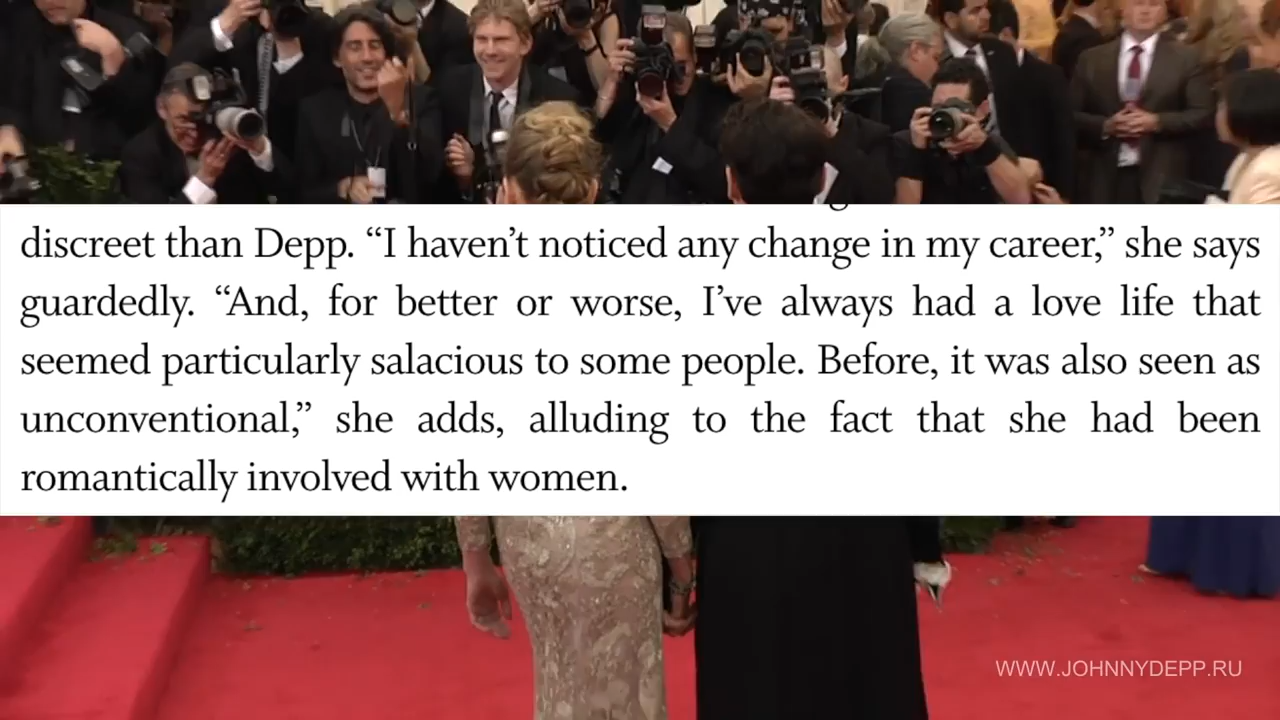 discreet than Depp. “I haven’t noticed any change in my career,” she says
guardedly. “And, for better or worse, I’ve always had a love life that
seemed particularly salacious to some people. Before, it was also seen as
unconventional,” she adds, alluding to the fact that she had been
romantically involved with women.
WWW.JOHNNYDEPP.RU